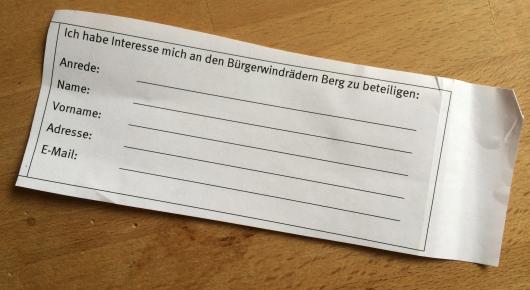 Ich habe Interesse mich an den Bürgerwindrädern Berg zu beteiligen:
Anrede:
Name:
Vorname:
Adresse:
E-Mail: